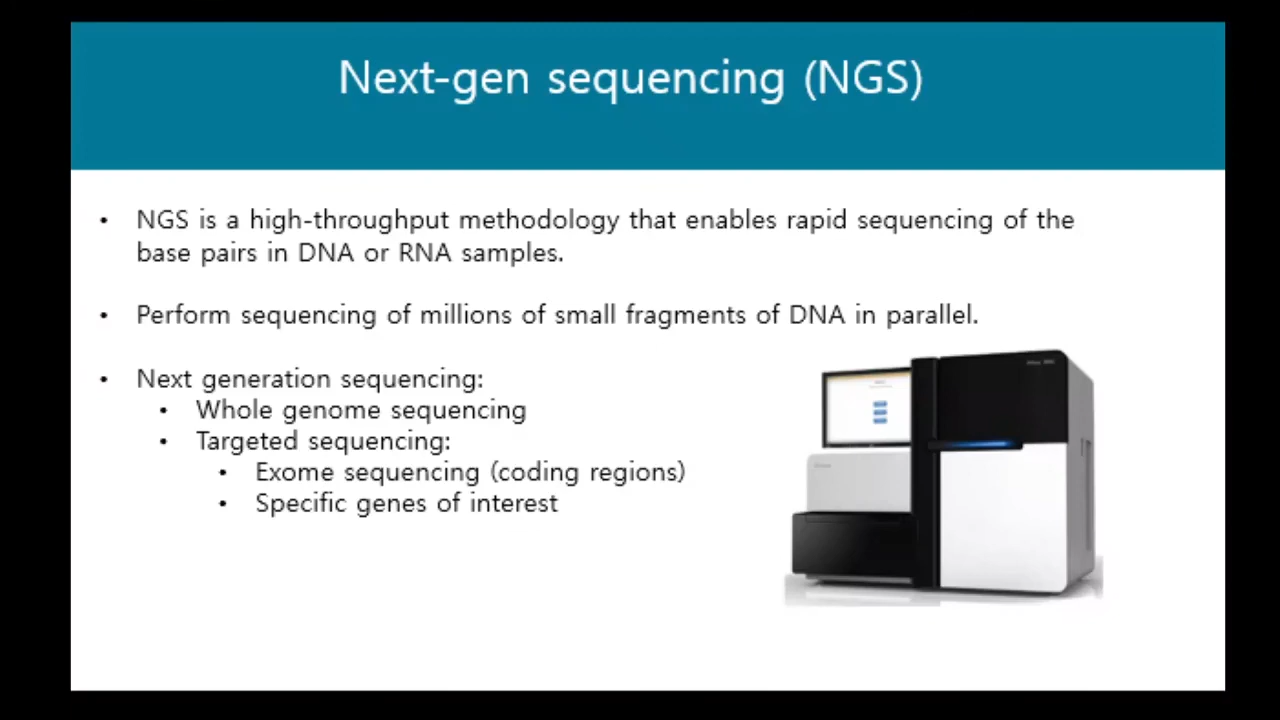 Next-gen sequencing (NGS)
• NGS is a high-throughput methodology that enables rapid sequencing of the
base pairs in DNA or RNA samples.
• Perform sequencing of millions of small fragments of DNA in parallel.
• Next generation sequencing:
• Whole genome sequencing
• Targeted sequencing:
• Exome sequencing (coding regions)
• Specific genes of interest